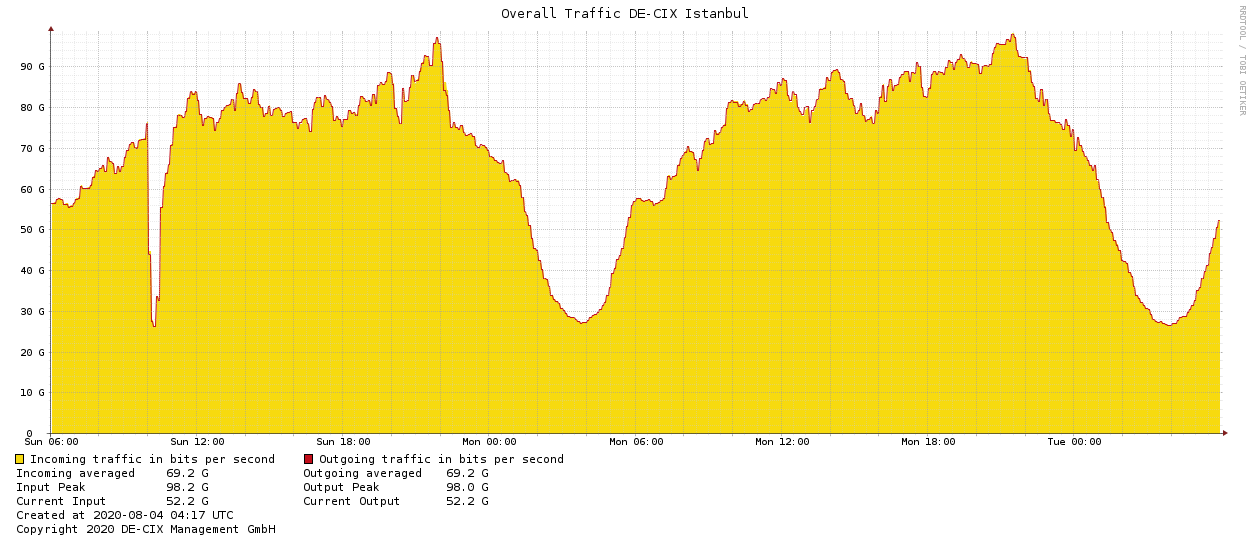 Overall Traffic DE-CIX Istanbul
RRDTOOL / TOBI OETIKER
90 G
80 G
70 G
60 G
50 G
40 G
30 G
20 G
10 G
0
Sun 06:00 Sun 12:00 Sun 18:00 Mon 00:00 Mon 06:00 Mon 12:00 Mon 18:00 Tue 00:00
Incoming traffic in bits per second Outgoing traffic in bits per second
Incoming averaged 69.2 G Outgoing averaged 69.2 G
Input Peak 98.2 G Output Peak 98.0 G
Current Input 52.2 G Current Output 52.2 G
Created at 2020-08-04 04:17 UTC
Copyright 2020 DE-CIX Management GmbH